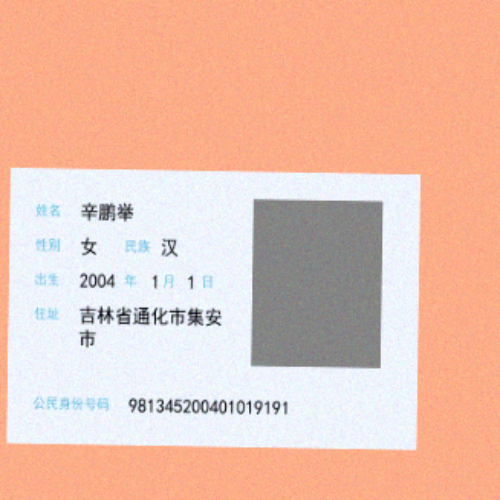 姓名 辛鹏举
性别 女 民族 汉
出生 2004 年 1 月 1 日
住址 吉林省通化市集安
市
公民身份号码 981345200401019191